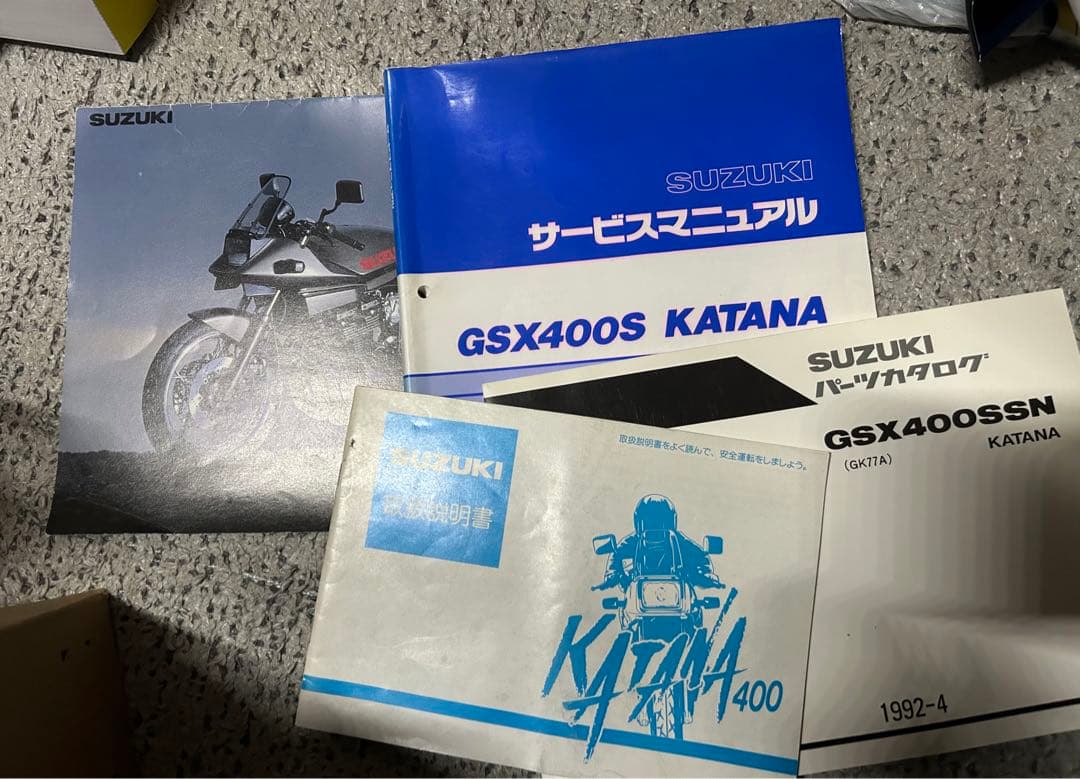 SUZUKI
SUZUKI
SUZUKI
サービスマニュアル
GSX400S KATANA
SUZUKI
パーツカタログ
GSX400SSN
KATANA
(GK77A)
1992-4
取扱説明書をよく読んで、安全運転をしましょう。
SUZUKI
取扱説明書
KATANA 400